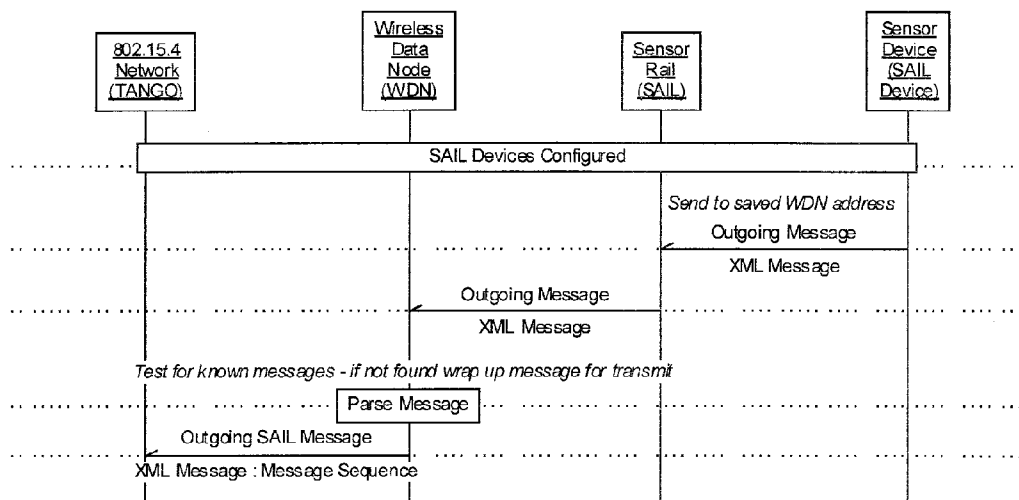 802.15.4
Network
(TANGO)
Wireless
Data
Node
(WDN)
Sensor
Rail
(SAIL)
Sensor
Device
(SAIL
Device)
SAIL Devices Configured
Send to saved WDN address
Outgoing Message
XML Message
Outgoing Message
XML Message
Test for known messages - if not found wrap up message for transmit
Parse Message
Outgoing SAIL Message
XML Message : Message Sequence